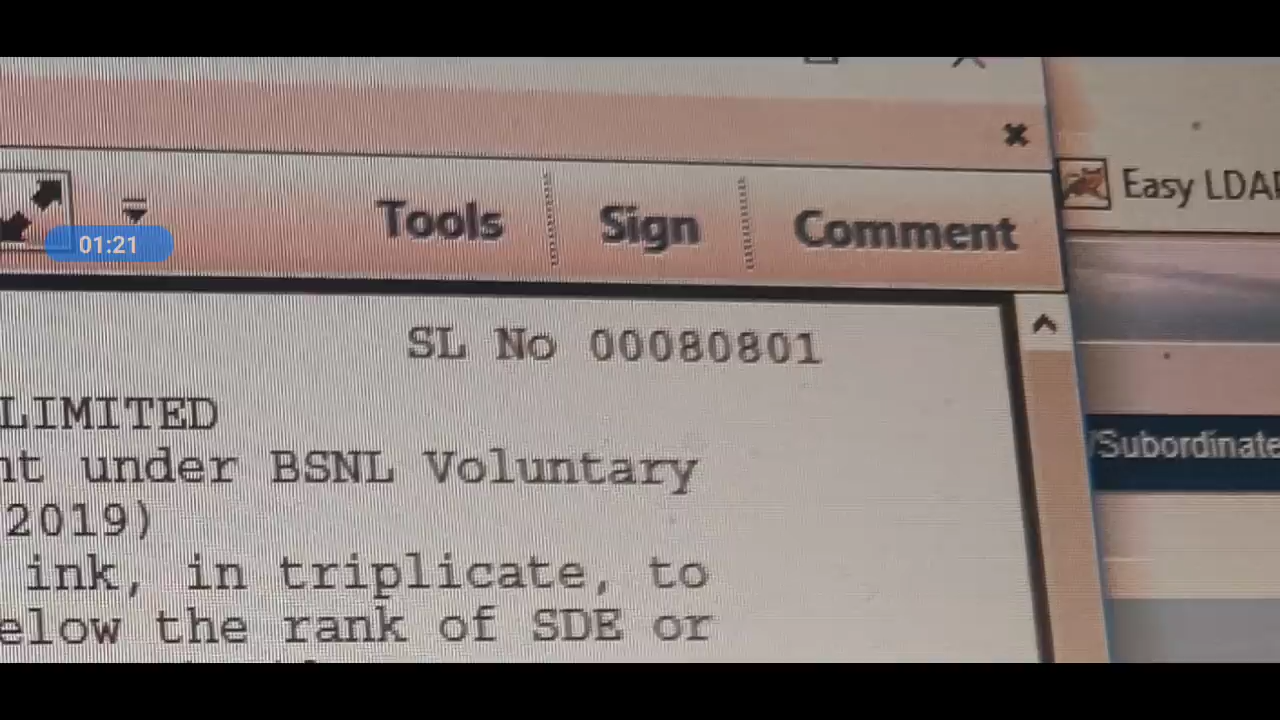 Tools Sign Comment
Easy LDA
01:21
SL No 00080801
LIMITED
nt under BSNL Voluntary
2019)
ink, in triplicate, to
elow the rank of SDE or
/Subordinate